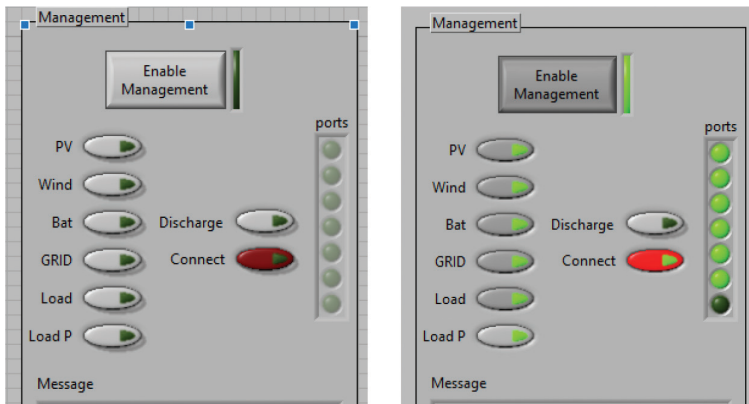 Management
Enable
Management
ports
PV
Wind
Bat
Discharge
GRID
Connect
Load
Load P
Message
Management
Enable
Management
ports
PV
Wind
Bat
Discharge
GRID
Connect
Load
Load P
Message